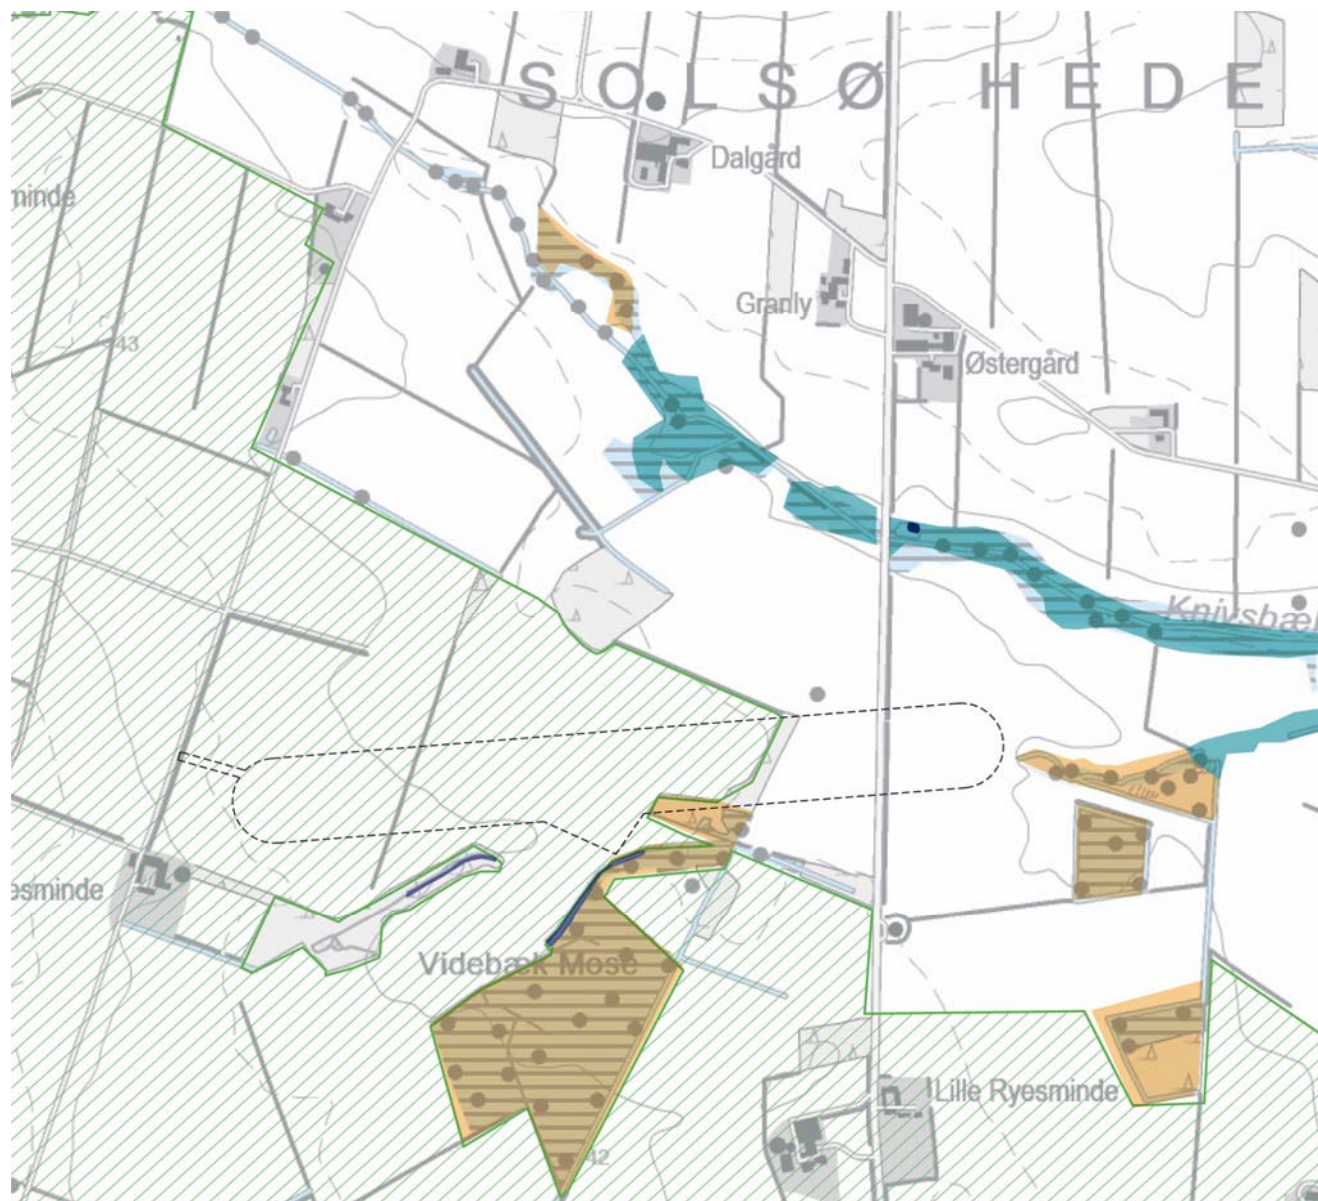 SOLSØ HEDE
Dalgård
minde
Granly
43
Østergård
Knivsbæk
esminde
Videbæk Mose
Lille Ryesminde
42